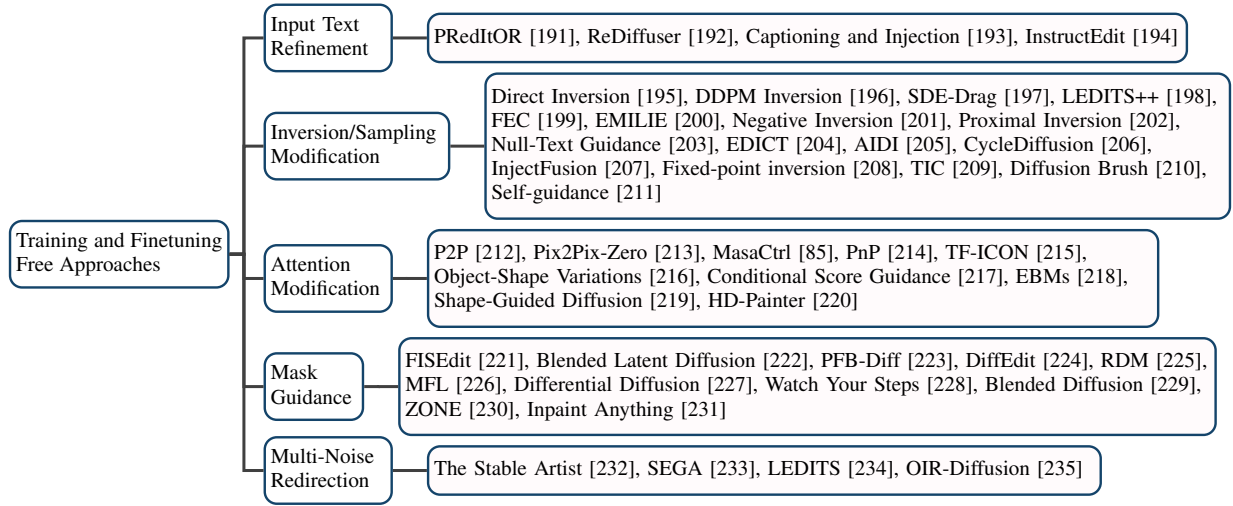 Input Text
Refinement
PRedItOR [191], ReDiffuser [192], Captioning and Injection [193], InstructEdit [194]
Inversion/Sampling
Modification
Direct Inversion [195], DDPM Inversion [196], SDE-Drag [197], LEDITS++ [198],
FEC [199], EMILIE [200], Negative Inversion [201], Proximal Inversion [202],
Null-Text Guidance [203], EDICT [204], AIDI [205], CycleDiffusion [206],
InjectFusion [207], Fixed-point inversion [208], TIC [209], Diffusion Brush [210],
Self-guidance [211]
Training and Finetuning
Free Approaches
Attention
Modification
P2P [212], Pix2Pix-Zero [213], MasaCtrl [85], PnP [214], TF-ICON [215],
Object-Shape Variations [216], Conditional Score Guidance [217], EBMs [218],
Shape-Guided Diffusion [219], HD-Painter [220]
Mask
Guidance
FISEdit [221], Blended Latent Diffusion [222], PFB-Diff [223], DiffEdit [224], RDM [225],
MFL [226], Differential Diffusion [227], Watch Your Steps [228], Blended Diffusion [229],
ZONE [230], Inpaint Anything [231]
Multi-Noise
Redirection
The Stable Artist [232], SEGA [233], LEDITS [234], OIR-Diffusion [235]